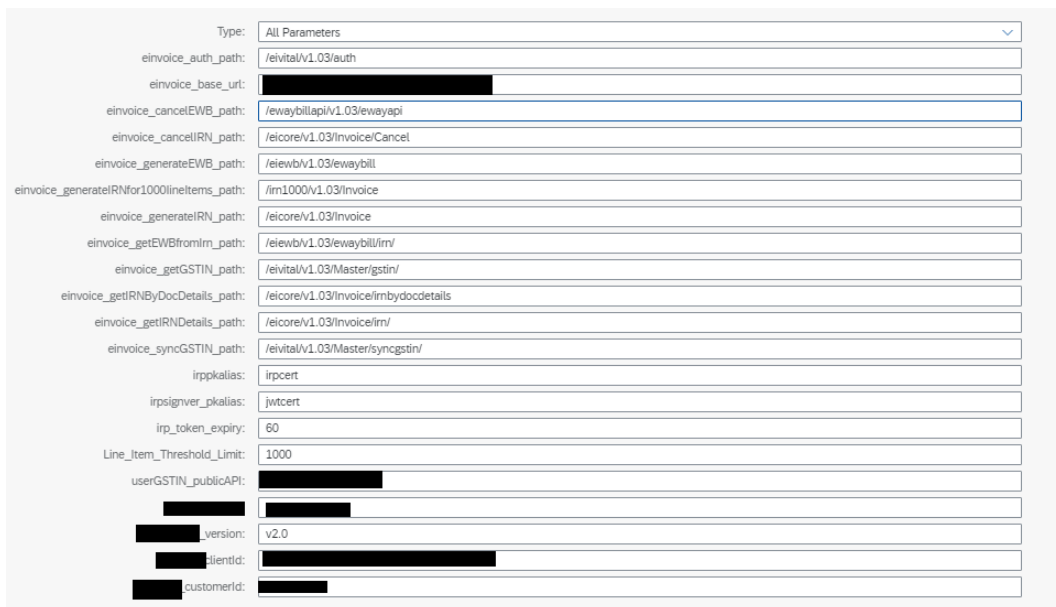 Type: All Parameters
einvoice_auth_path: /eivital/v1.03/auth
einvoice_base_url:
einvoice_cancelEWB_path: /ewaybillapi/v1.03/ewayapi
einvoice_cancelIRN_path: /eicore/v1.03/Invoice/Cancel
einvoice_generateEWB_path: /eiewb/v1.03/ewaybill
einvoice_generateIRNfor1000lineItems_path: /irn1000/v1.03/Invoice
einvoice_generateIRN_path: /eicore/v1.03/Invoice
einvoice_getEWBfromIrn_path: /eiewb/v1.03/ewaybill/irn/
einvoice_getGSTIN_path: /eivital/v1.03/Master/gstin/
einvoice_getIRNByDocDetails_path: /eicore/v1.03/Invoice/irnbydocdetails
einvoice_getIRNDetails_path: /eicore/v1.03/Invoice/irn/
einvoice_syncGSTIN_path: /eivital/v1.03/Master/syncgstin/
irppkalias: irpcert
irpsignver_pkalias: jwtcert
irp_token_expiry: 60
Line_Item_Threshold_Limit: 1000
userGSTIN_publicAPI:
_version: v2.0
clientId:
_customerId: